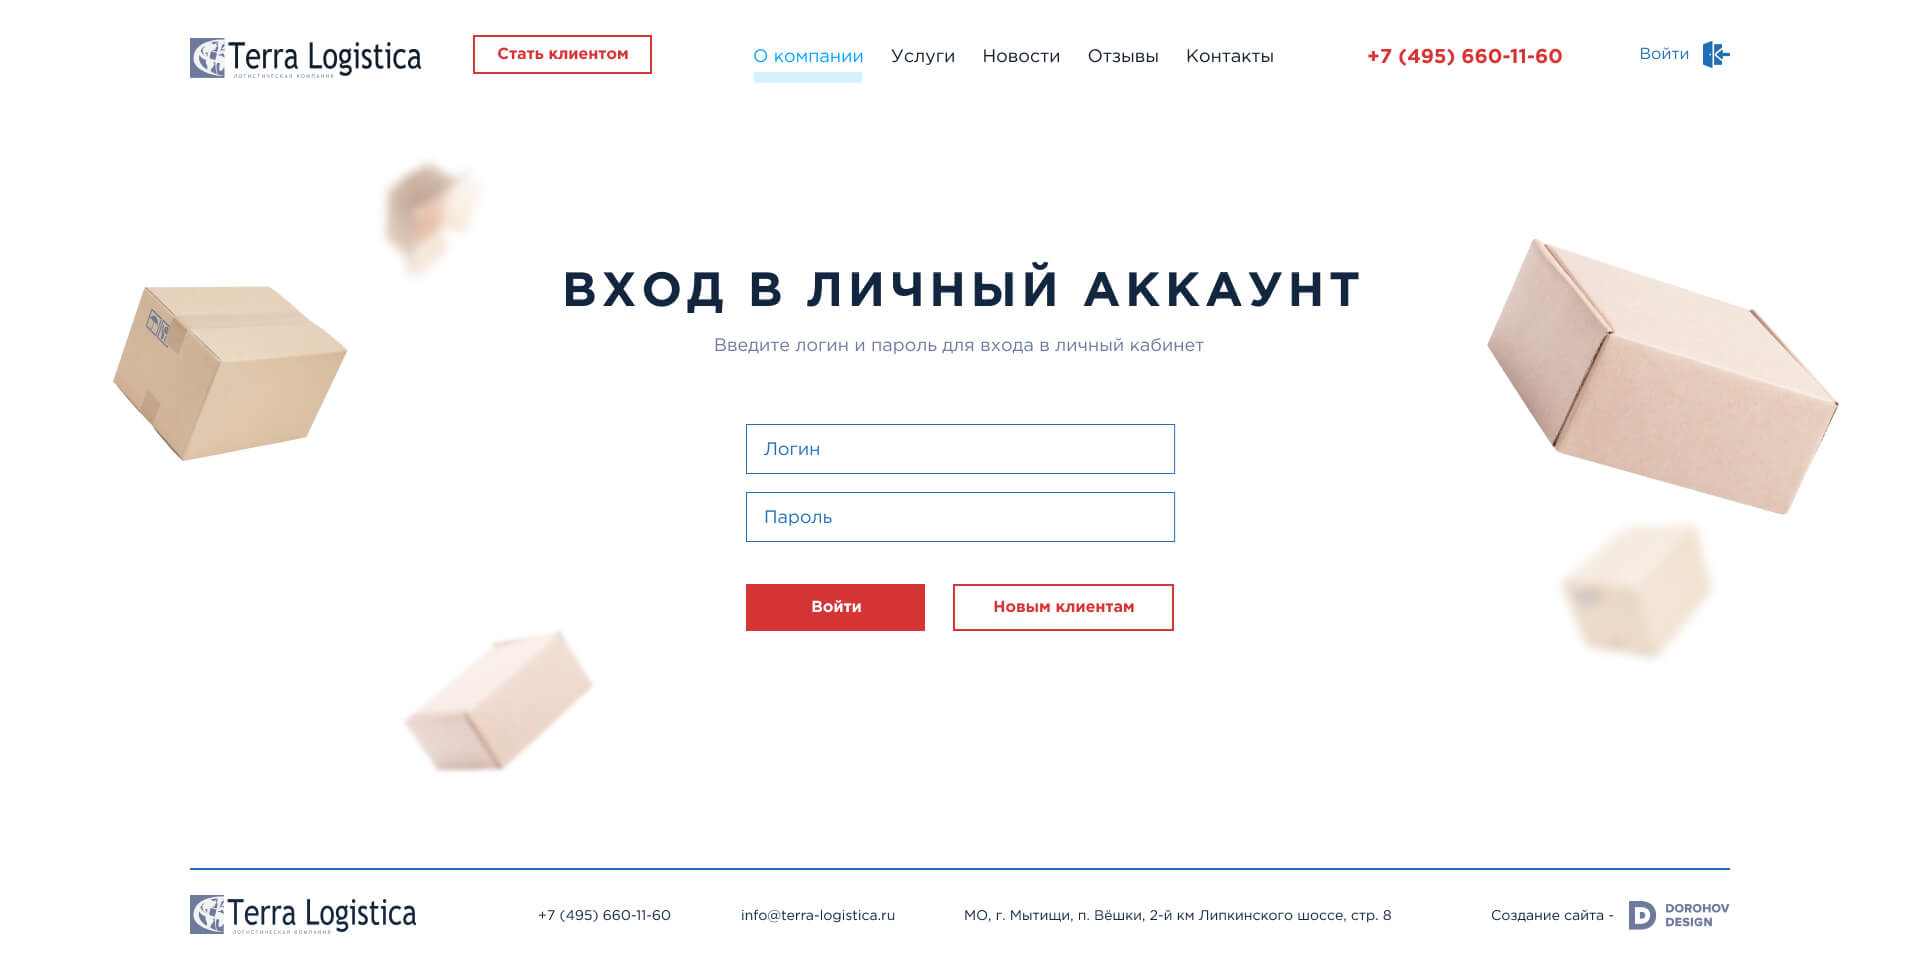 Terra Logistica
ЛОГИСТИЧЕСКАЯ КОМПАНИЯ
Стать клиентом
О компании Услуги Новости Отзывы Контакты
+7 (495) 660-11-60
Войти
ВХОД В ЛИЧНЫЙ АККАУНТ
Введите логин и пароль для входа в личный кабинет
Логин
Пароль
Войти
Новым клиентам
Terra Logistica
ЛОГИСТИЧЕСКАЯ КОМПАНИЯ
+7 (495) 660-11-60
info@terra-logistica.ru
МО, г. Мытищи, п. Вёшки, 2-й км Липкинского шоссе, стр. 8
Создание сайта -
DOROHOV
DESIGN